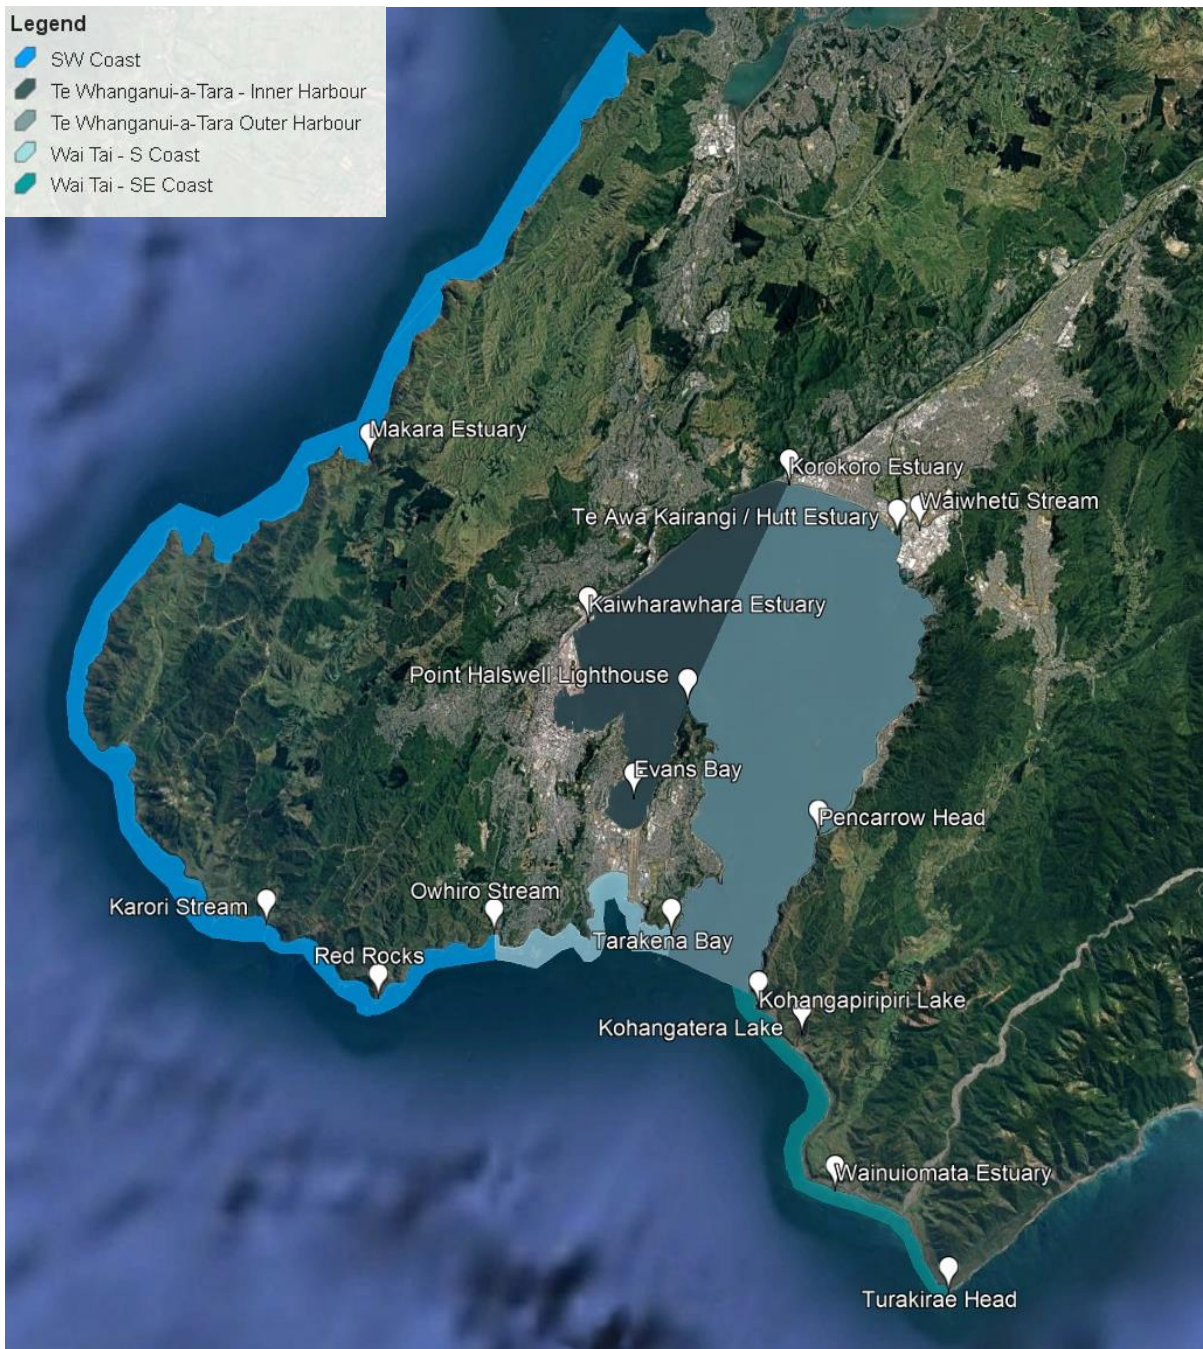 Legend
SW Coast
Te Whanganui-a-Tara - Inner Harbour
Te Whanganui-a-Tara Outer Harbour
Wai Tai - S Coast
Wai Tai - SE Coast
Makara Estuary
Korokoro Estuary
Waiwhetū Stream
Te Awa Kairangi / Hutt Estuary
Kaiwharawhara Estuary
Point Halswell Lighthouse
Evans Bay
Pencarrow Head
Owhiro Stream
Karori Stream
Tarakena Bay
Red Rocks
Kohangapiripiri Lake
Kohangatera Lake
Wainuiomata Estuary
Turakirae Head